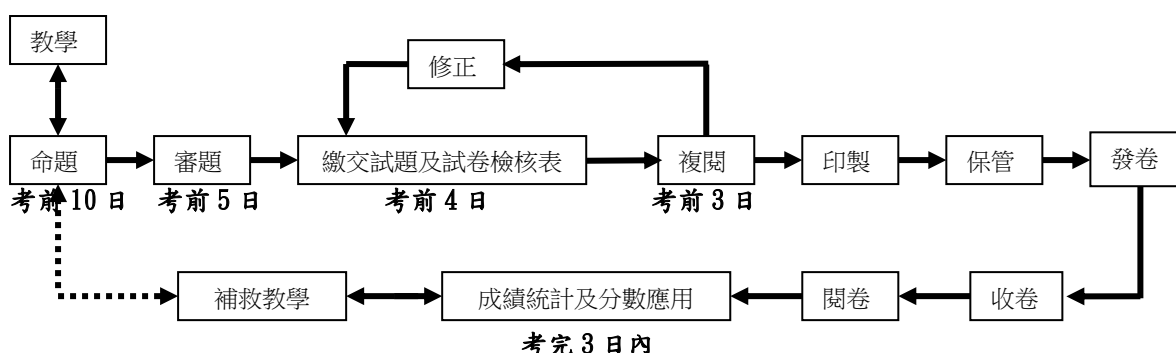 教學
修正
命題
審題
繳交試題及試卷檢核表
複閱
印製
保管
發卷
考前 10 日
考前 5 日
考前 4 日
考前 3 日
補救教學
成績統計及分數應用
閱卷
收卷
考完 3 日內